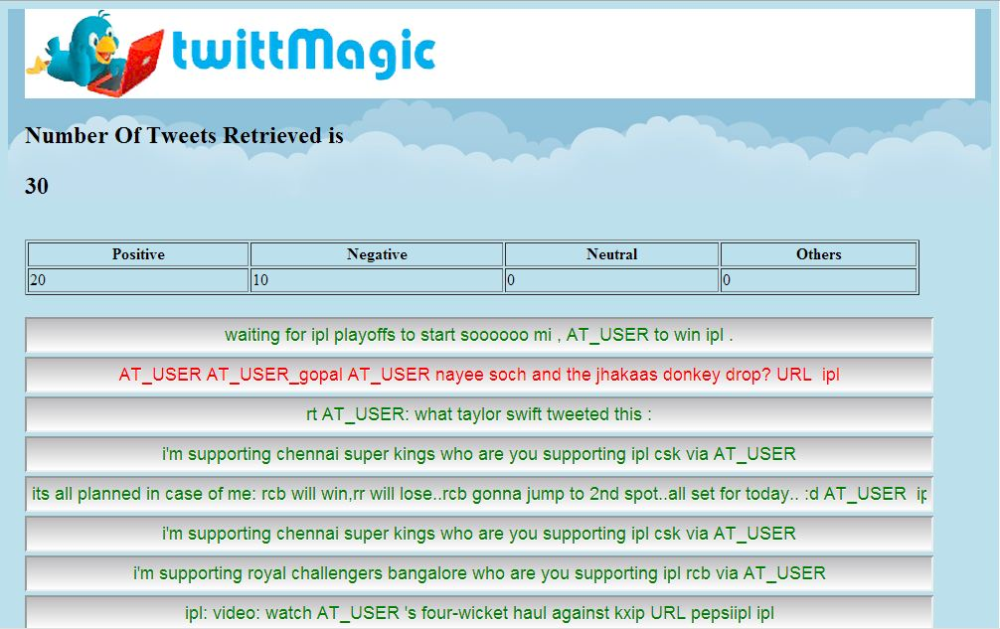 twittMagic
Number Of Tweets Retrieved is
30
Positive Negative Neutral Others
20 10 0 0
waiting for ipl playoffs to start soooooo mi , AT_USER to win ipl .
AT_USER AT_USER_gopal AT_USER nayee soch and the jhakaas donkey drop? URL ipl
rt AT_USER: what taylor swift tweeted this :
i'm supporting chennai super kings who are you supporting ipl csk via AT_USER
its all planned in case of me: rcb will win,rr will lose..rcb gonna jump to 2nd spot..all set for today.. :d AT_USER ip
i'm supporting chennai super kings who are you supporting ipl csk via AT_USER
i'm supporting royal challengers bangalore who are you supporting ipl rcb via AT_USER
ipl: video: watch AT_USER 's four-wicket haul against kxip URL pepsiipl ipl